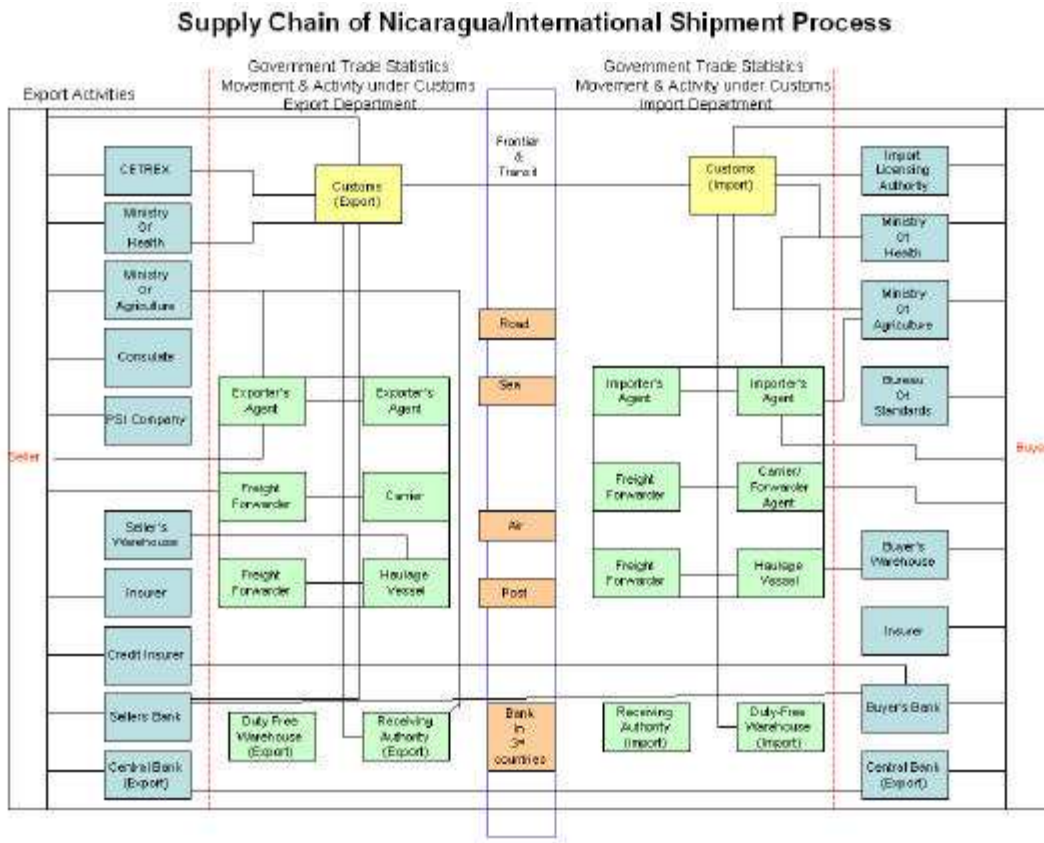 Supply Chain of Nicaragua/International Shipment Process
Export Activities
Government Trade Statistics
Movement & Activity under Customs
Export Department
Government Trade Statistics
Movement & Activity under Customs
Import Department
Frontier
&
Transit
CETREX
Ministry
Of
Health
Ministry
Or
Agriculture
Consulate
PSI Company
Seller
Seller's
Warehouse
Insurer
Credit Insurer
Sellers Bank
Central Bank
(Export)
Customs
(Export)
Exporter's
Agent
Exporter's
Agent
Freight
Forwarder
Carrier
Freight
Forwarder
Haulage
Vessel
Duty Free
Warehouse
(Export)
Receiving
Authority
(Export)
Road
Sea
Air
Post
Bank
in
3rd
countries
Customs
(Import)
Importer's
Agent
Importer's
Agent
Freight
Forwarder
Carrier/
Forwarder
Agent
Freight
Forwarder
Haulage
Vessel
Receiving
Authority
(Import)
Duty-Free
Warehouse
(Import)
Import
Licensing
Authority
Ministry
Of
Health
Ministry
Of
Agriculture
Bureau
Of
Standards
Buyer
Buyer's
Warehouse
Insurer
Buyer's Bank
Central Bank
(Export)